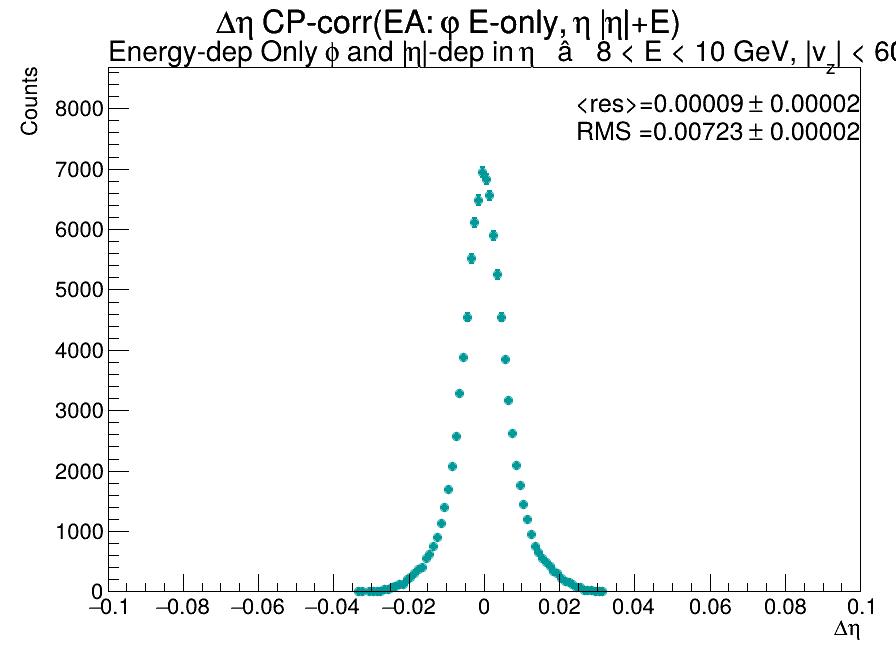 Δη CP-corr(EA: φ E-only, η |η|+E)
Energy-dep Only ϕ and |η|-dep in η â 8 < E < 10 GeV, |v_z| < 60
Counts
<res>=0.00009 ± 0.00002
RMS =0.00723 ± 0.00002
8000
7000
6000
5000
4000
3000
2000
1000
0
−0.1 −0.08 −0.06 −0.04 −0.02 0 0.02 0.04 0.06 0.08 0.1
Δη